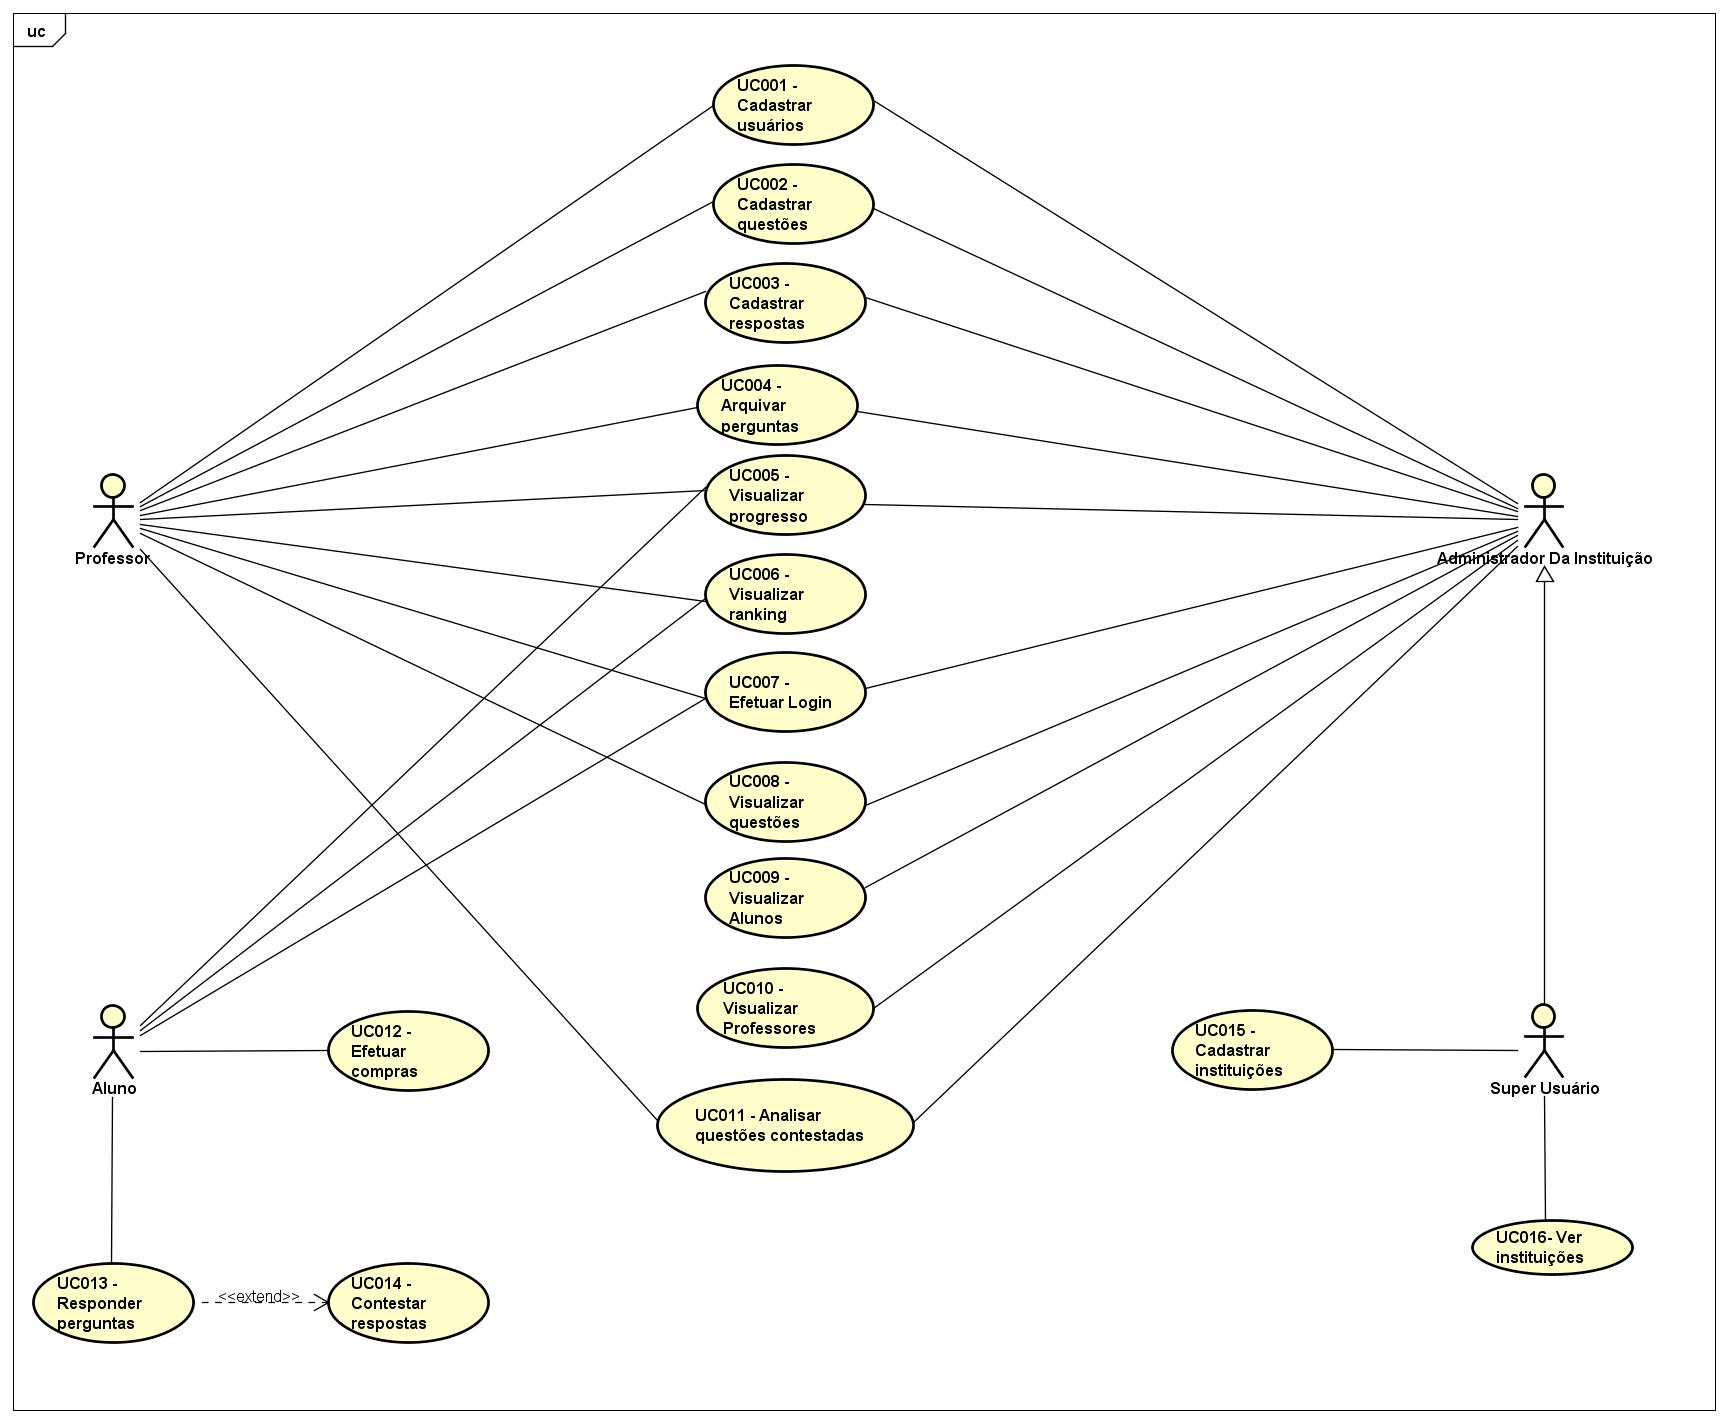 uc
UC001 -
Cadastrar
usuários
UC002 -
Cadastrar
questões
UC003 -
Cadastrar
respostas
UC004 -
Arquivar
perguntas
UC005 -
Visualizar
progresso
Professor
Administrador Da Instituição
UC006 -
Visualizar
ranking
UC007 -
Efetuar Login
UC008 -
Visualizar
questões
UC009 -
Visualizar
Alunos
UC010 -
Visualizar
Professores
UC012 -
Efetuar
compras
Aluno
UC015 -
Cadastrar
instituições
Super Usuário
UC011 - Analisar
questões contestadas
UC016- Ver
instituições
UC013 -
Responder
perguntas
<<extend>>
UC014 -
Contestar
respostas